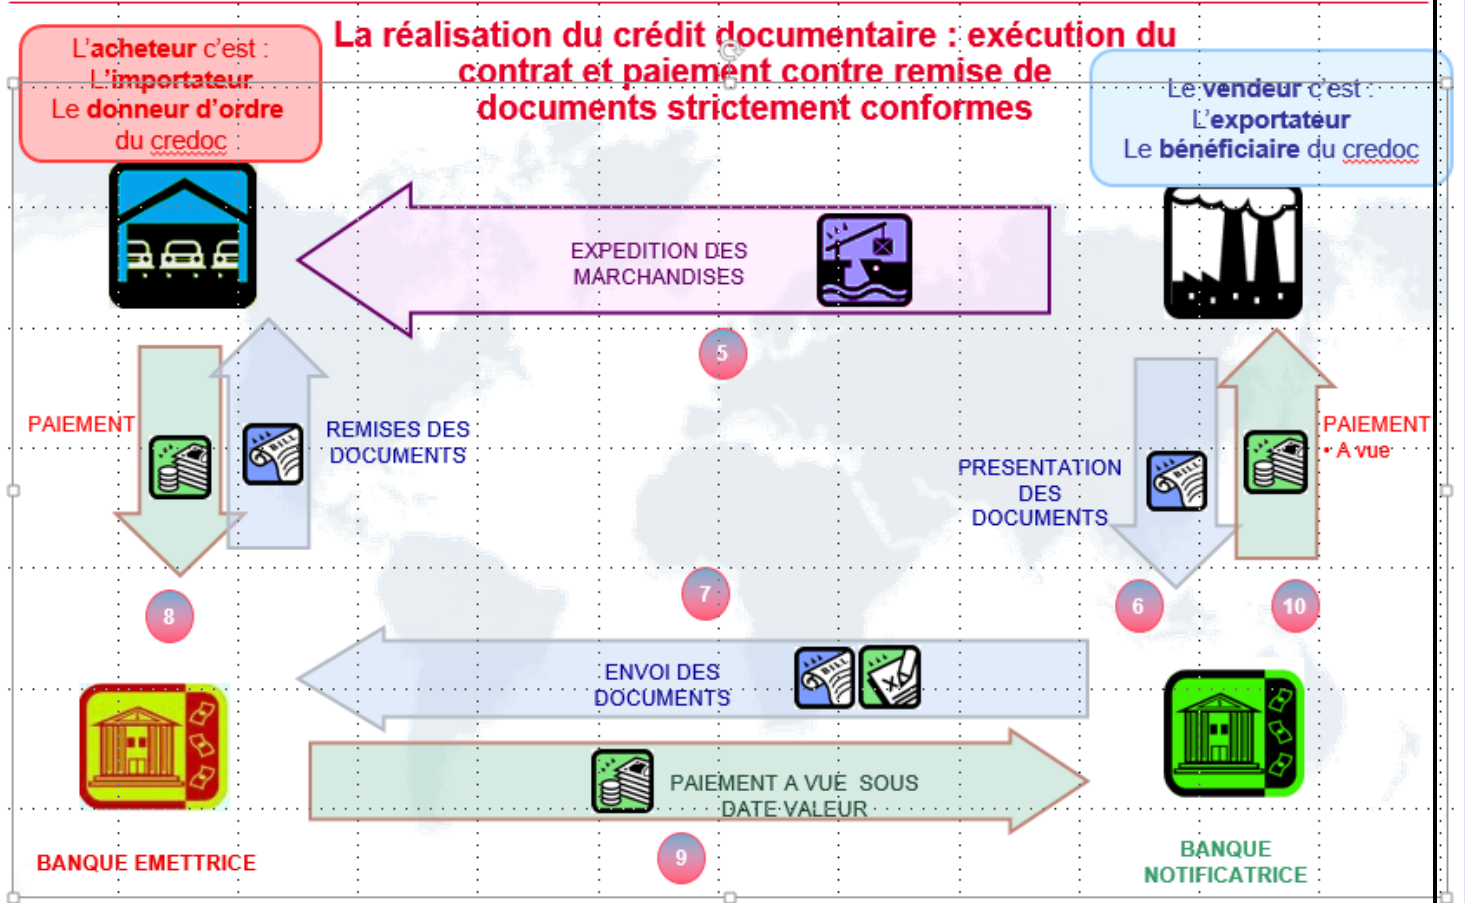 La réalisation du crédit documentaire : exécution du
contrat et paiement contre remise de
documents strictement conformes
L'acheteur c'est :
L'importateur
Le donneur d'ordre
du credoc
Le vendeur c'est :
L'exportateur
Le bénéficiaire du credoc
EXPEDITION DES
MARCHANDISES
5
PAIEMENT
REMISES DES
DOCUMENTS
BILL
PRESENTATION
DES
DOCUMENTS
BILL
PAIEMENT
• A vue
8
7
6
10
ENVOI DES
DOCUMENTS
BILL
PAIEMENT A VUE SOUS
DATE VALEUR
9
BANQUE EMETTRICE
BANQUE
NOTIFICATRICE